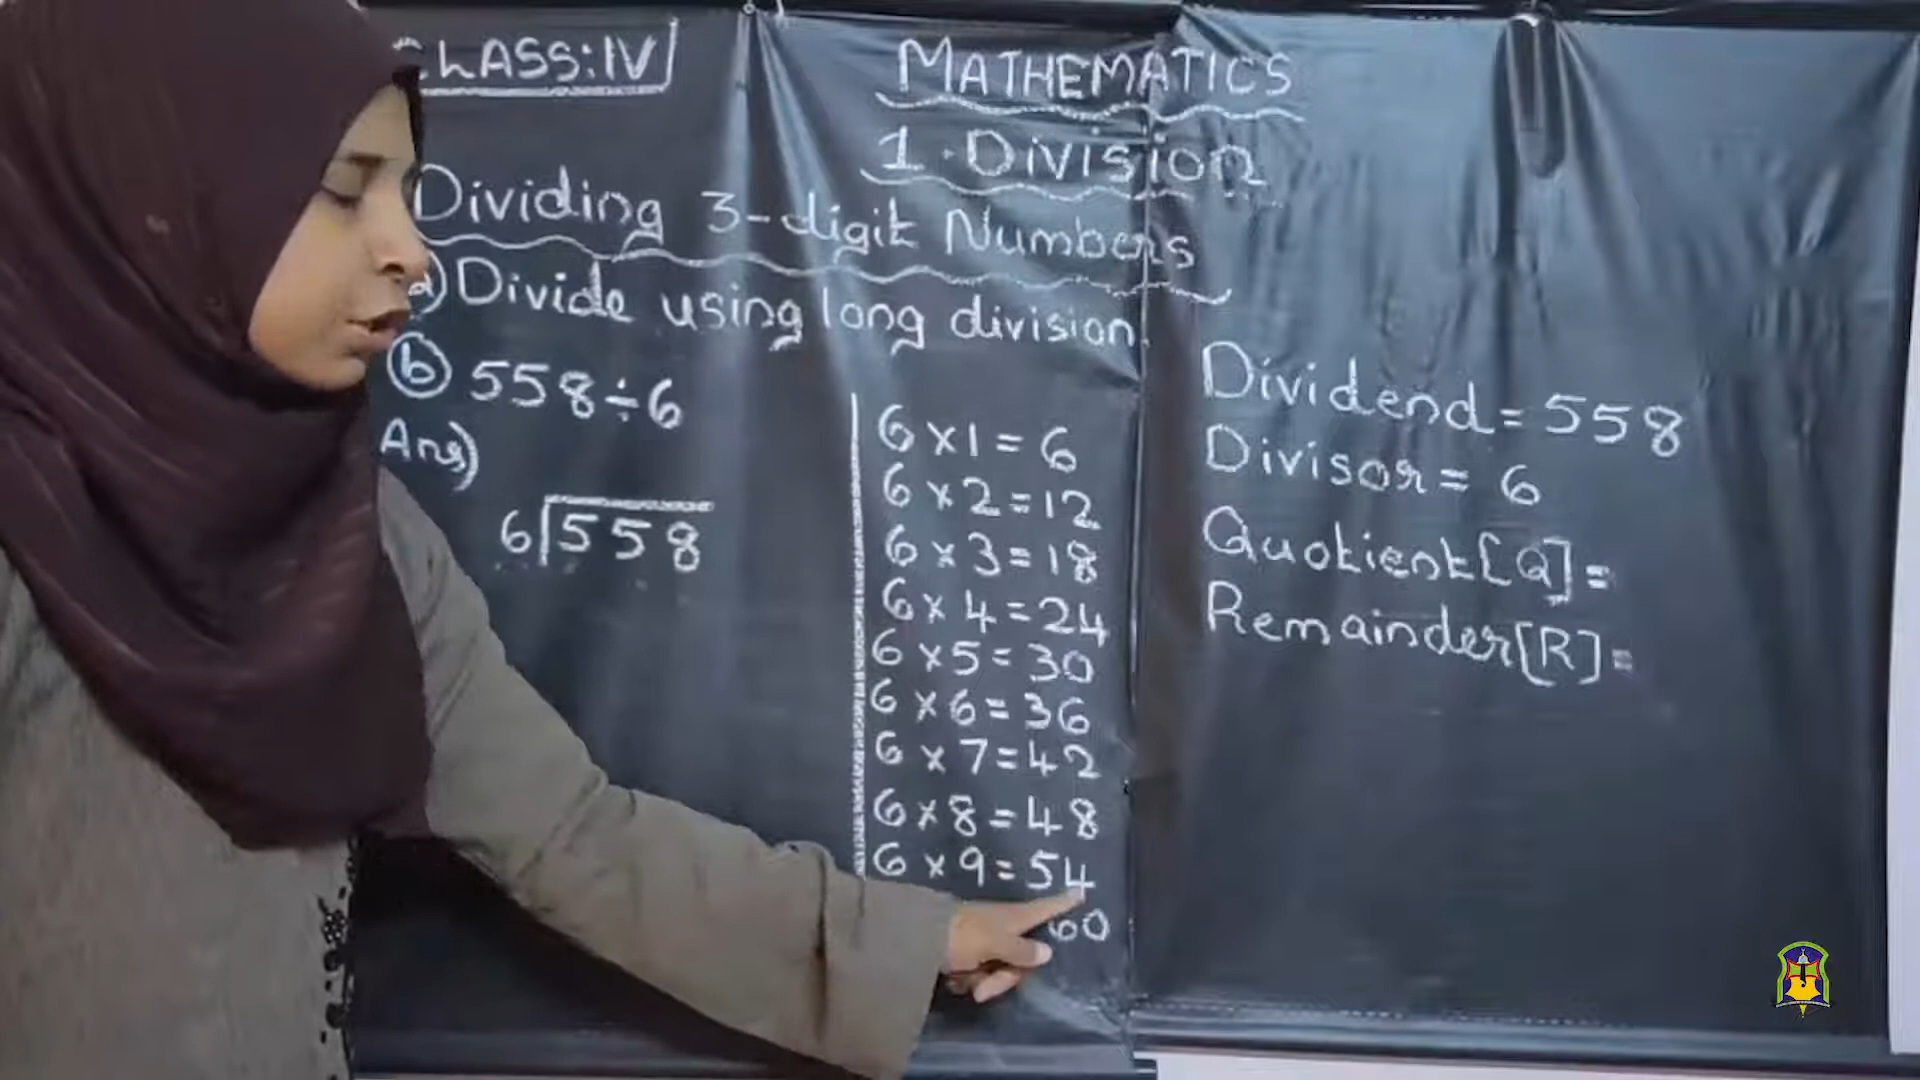 CLASS:IV
MATHEMATICS
1. DIVISION
Dividing 3-digit Numbers
a) Divide using long division.
b 558÷6
Ans)
6 558
6×1=6
6×2=12
6×3=18
6×4=24
6×5=30
6×6=36
6×7=42
6×8=48
6×9=54
60
Dividend=558
Divisor=6
Quotient[Q]=
Remainder[R]=